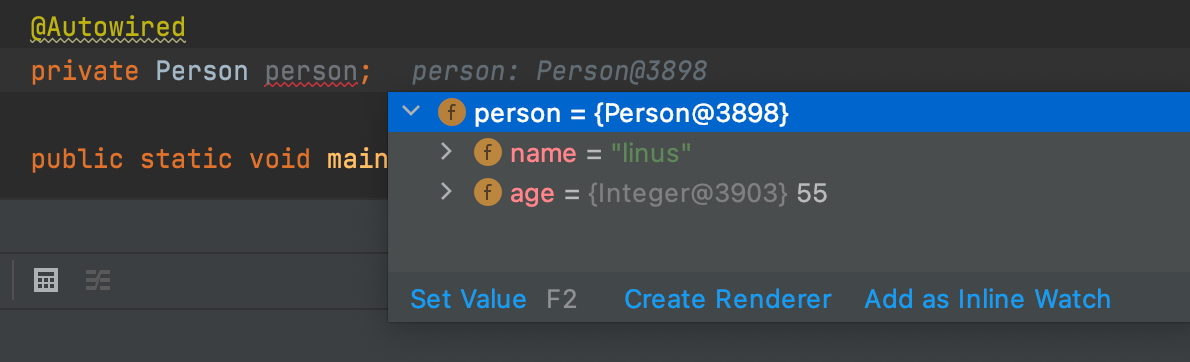 @Autowired
private Person person; person: Person@3898
f person = {Person@3898}
f name = "linus"
public static void main
f age = {Integer@3903} 55
Set Value F2 Create Renderer Add as Inline Watch